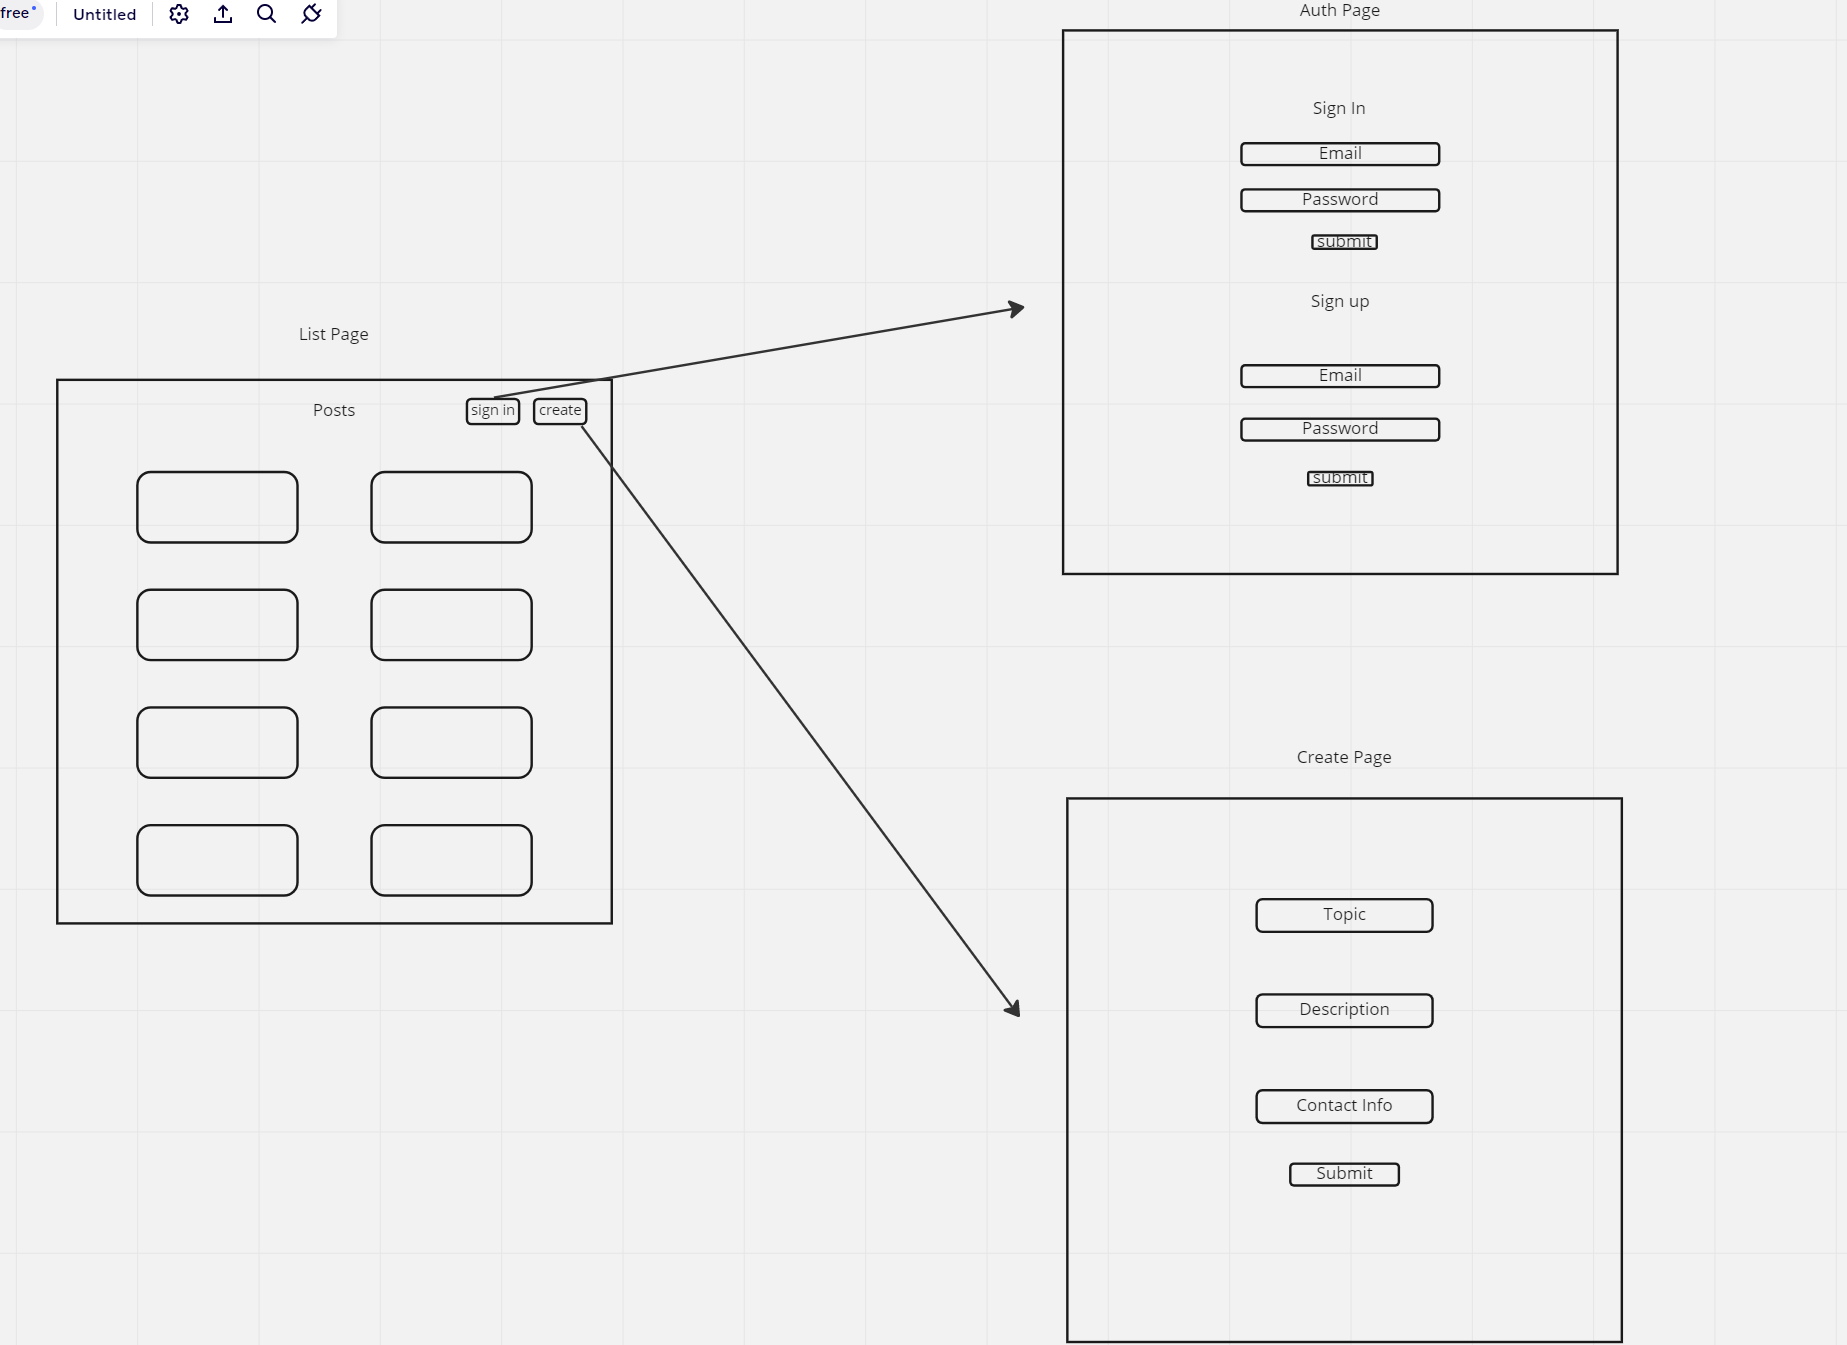 free
Untitled
Auth Page
Sign In
Email
Password
submit
Sign up
Email
Password
submit
List Page
Posts
sign in
create
Create Page
Topic
Description
Contact Info
Submit